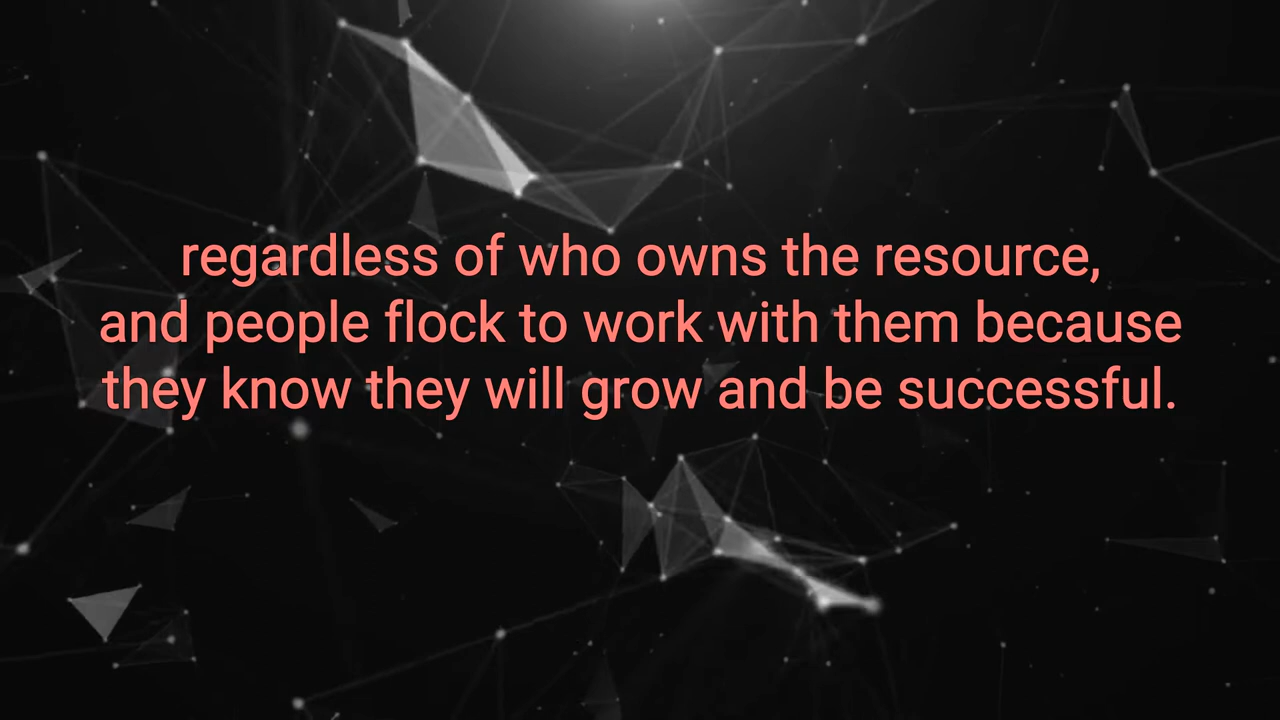 regardless of who owns the resource,
and people flock to work with them because
they know they will grow and be successful.